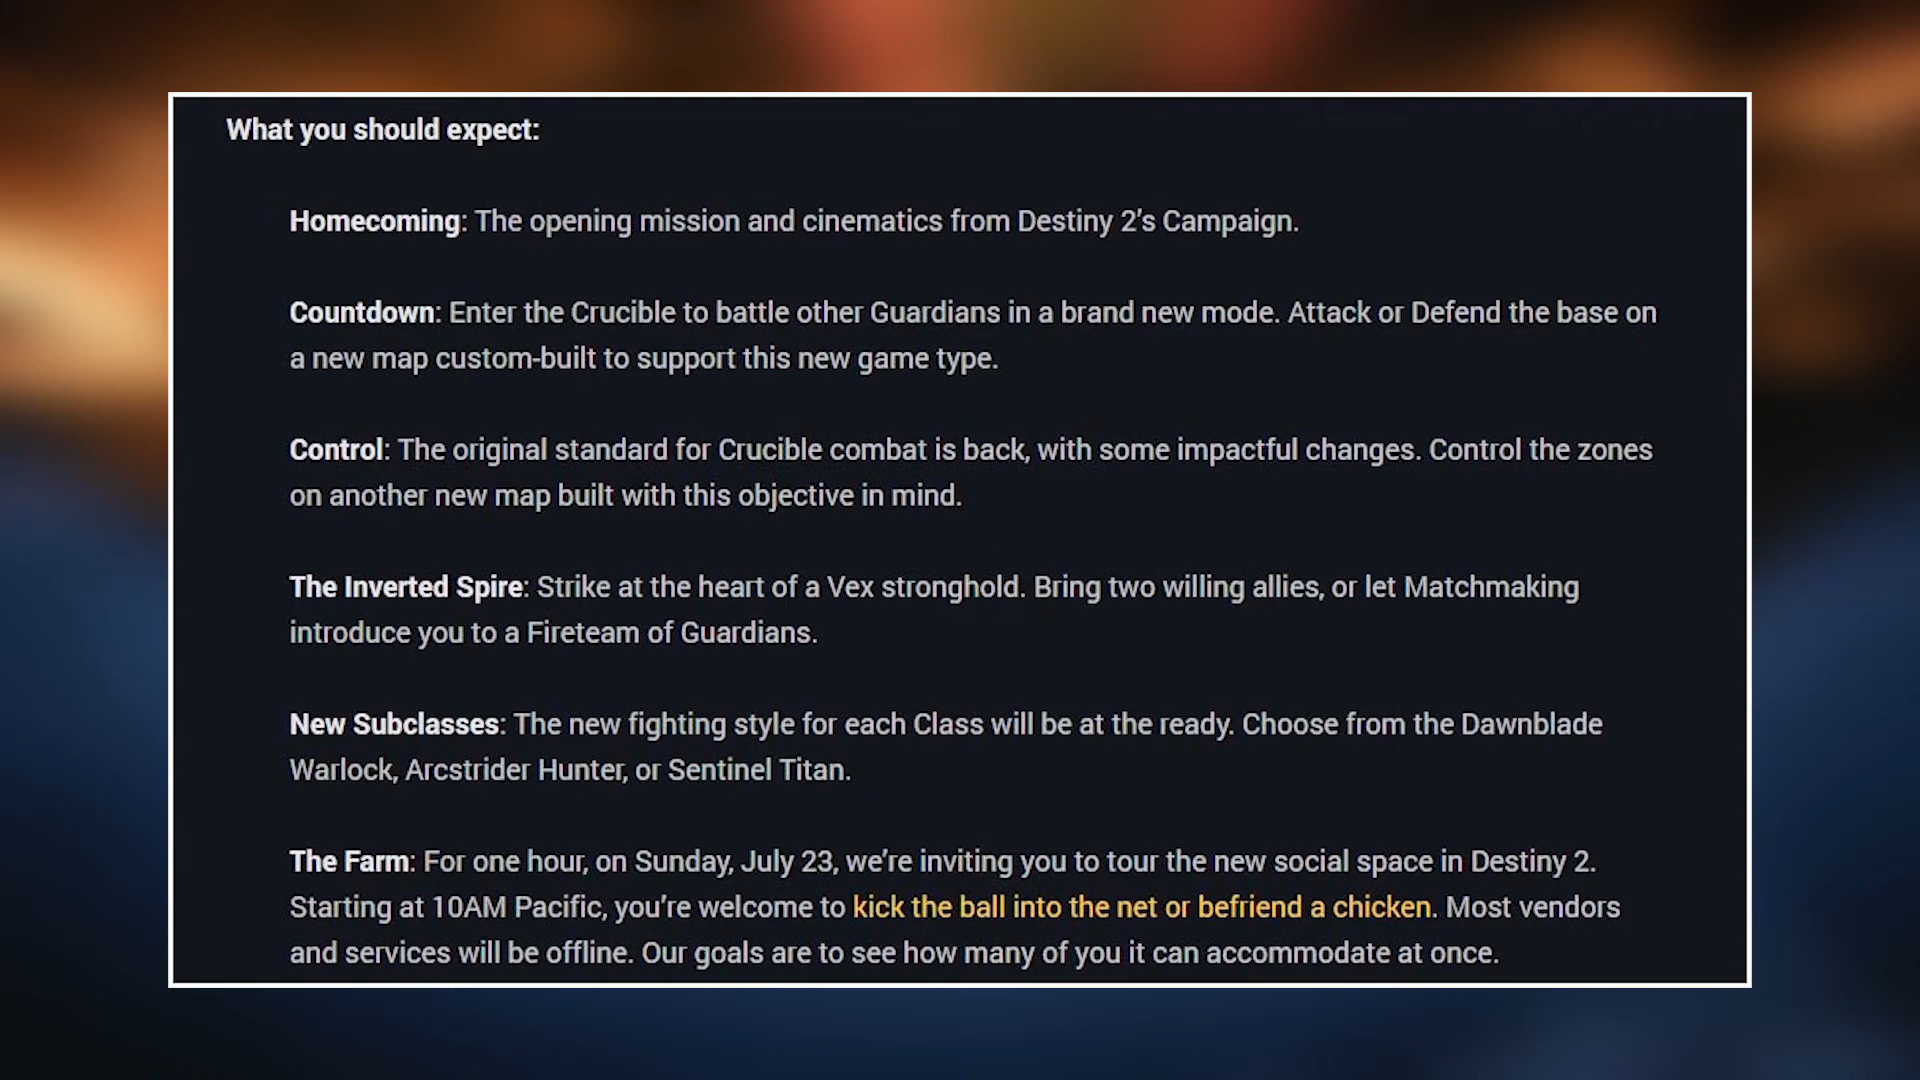 What you should expect:
Homecoming: The opening mission and cinematics from Destiny 2's Campaign.
Countdown: Enter the Crucible to battle other Guardians in a brand new mode. Attack or Defend the base on
a new map custom-built to support this new game type.
Control: The original standard for Crucible combat is back, with some impactful changes. Control the zones
on another new map built with this objective in mind.
The Inverted Spire: Strike at the heart of a Vex stronghold. Bring two willing allies, or let Matchmaking
introduce you to a Fireteam of Guardians.
New Subclasses: The new fighting style for each Class will be at the ready. Choose from the Dawnblade
Warlock, Arcstrider Hunter, or Sentinel Titan.
The Farm: For one hour, on Sunday, July 23, we're inviting you to tour the new social space in Destiny 2.
Starting at 10AM Pacific, you're welcome to kick the ball into the net or befriend a chicken. Most vendors
and services will be offline. Our goals are to see how many of you it can accommodate at once.